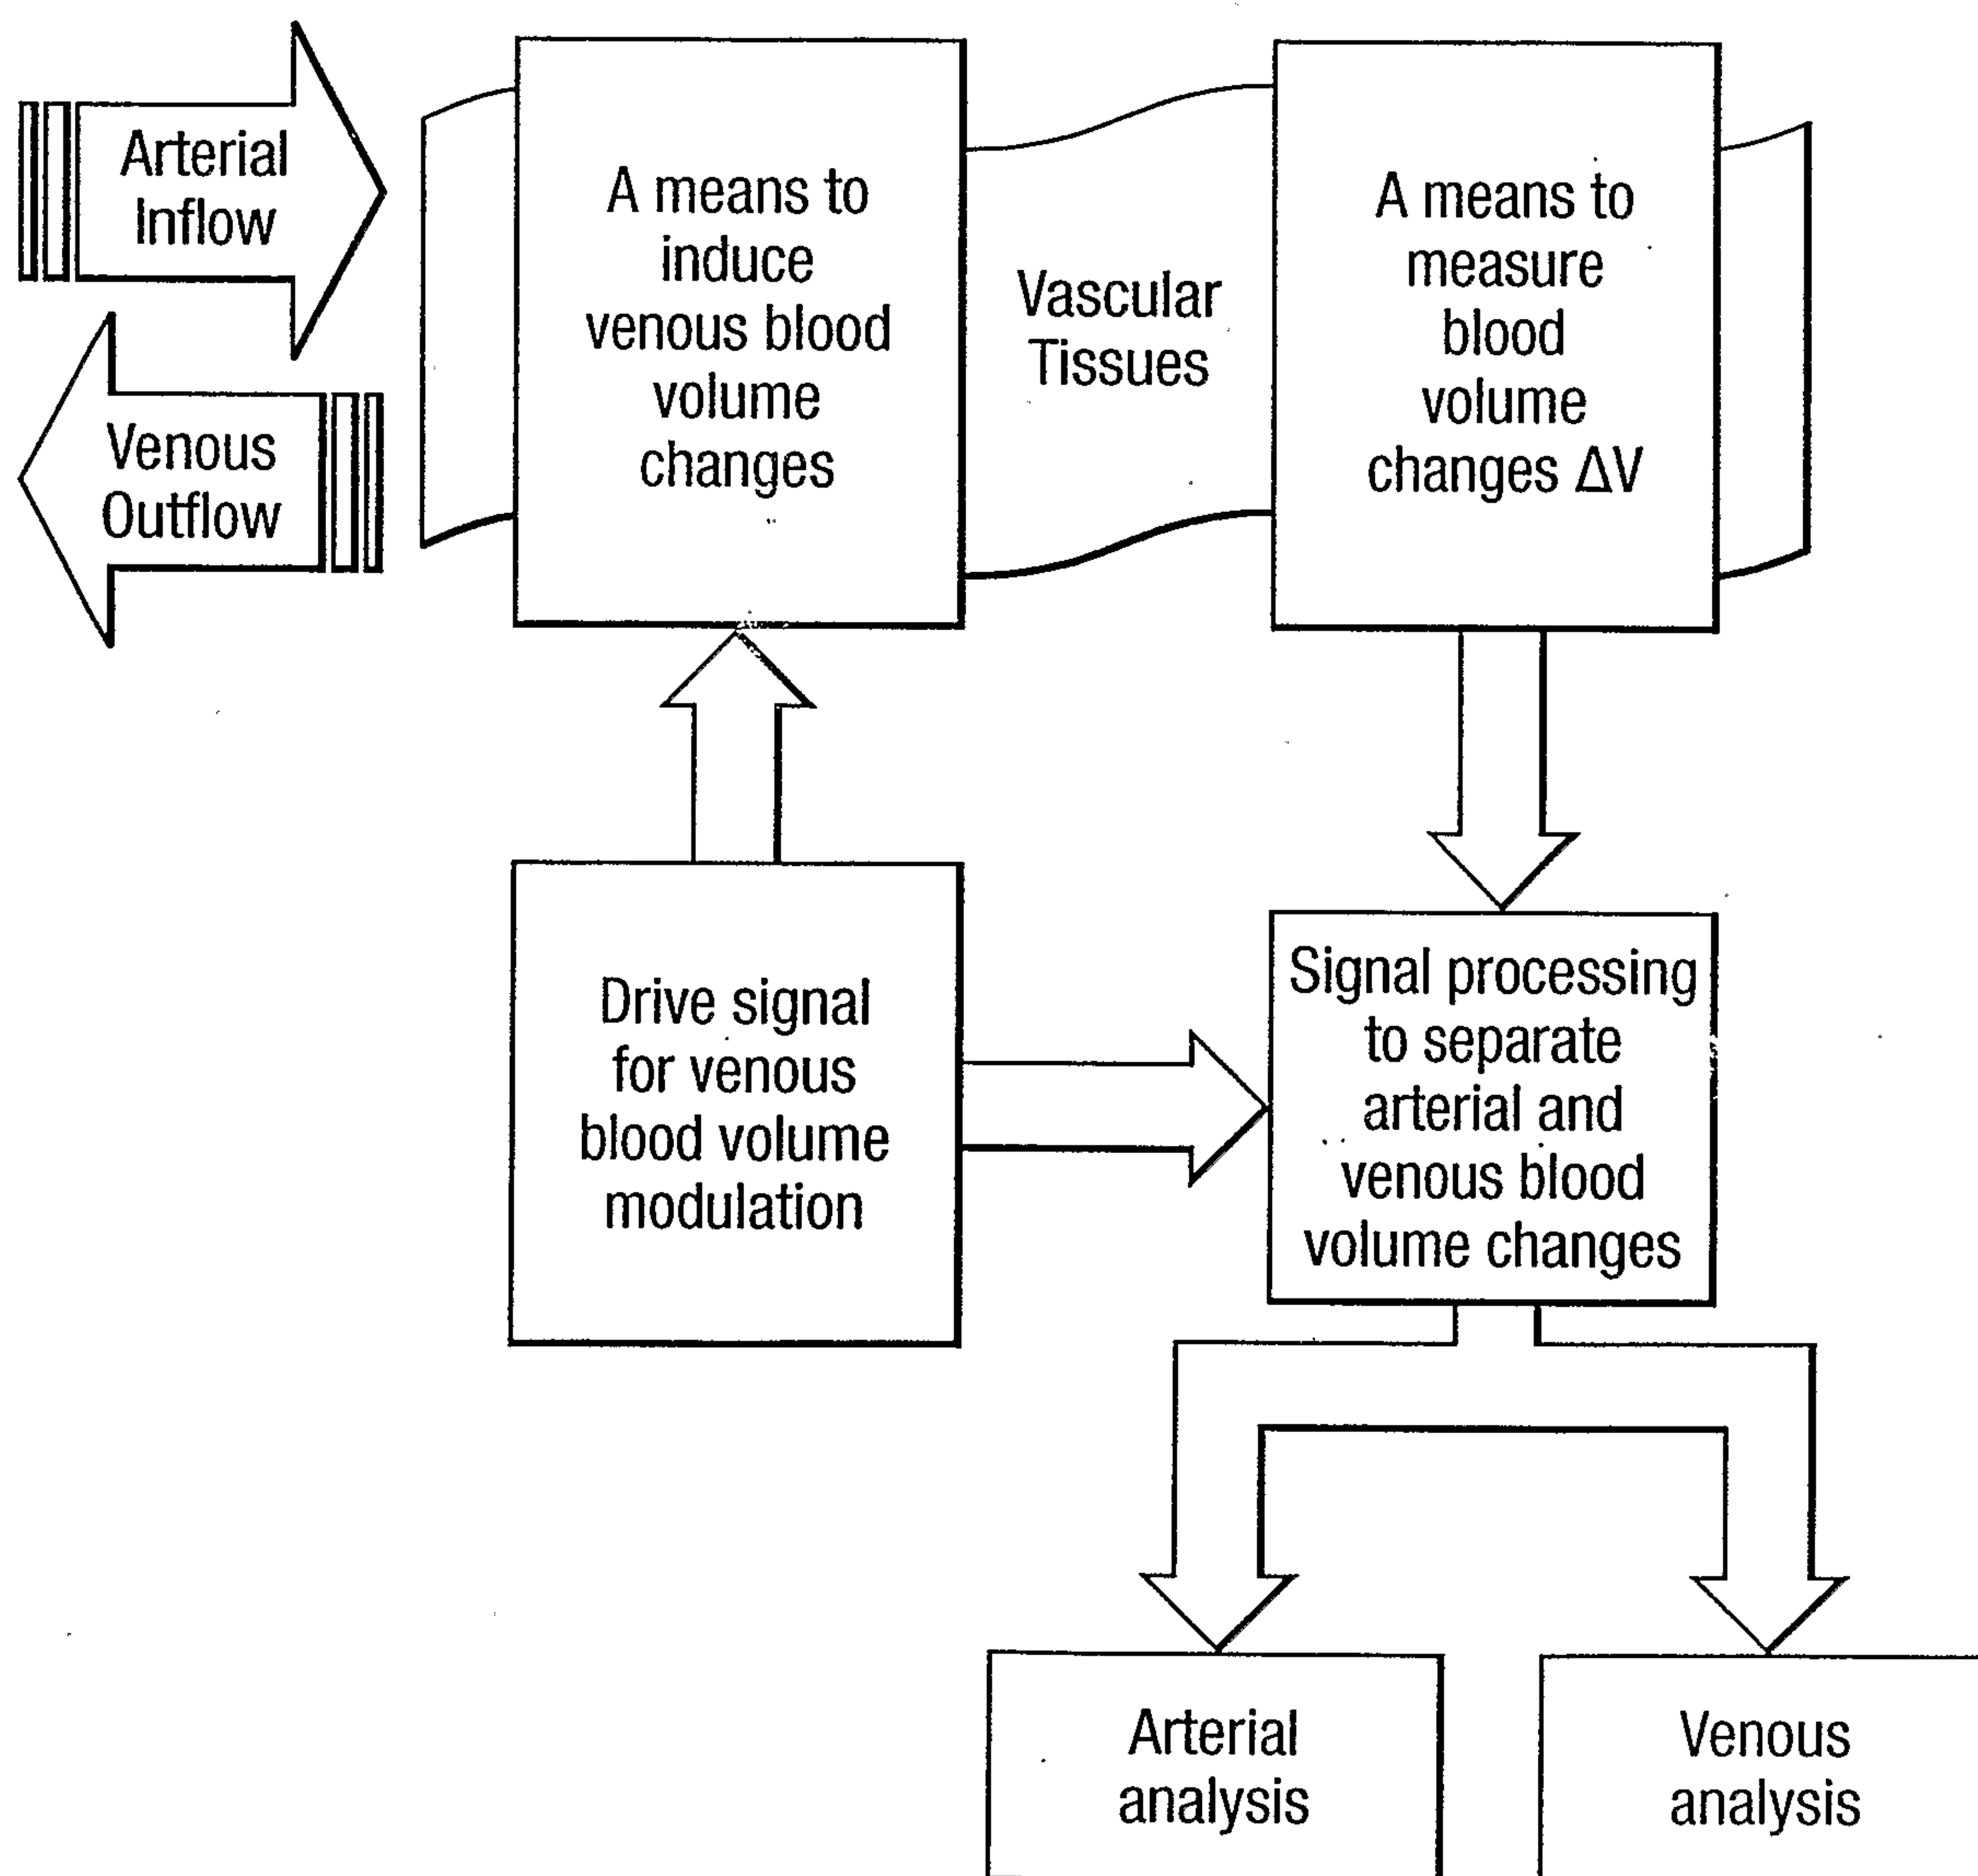 Arterial
Inflow
Venous
Outflow
A means to
induce
venous blood
volume
changes
Vascular
Tissues
A means to
measure
blood
volume
changes ΔV
Drive signal
for venous
blood volume
modulation
Signal processing
to separate
arterial and
venous blood
volume changes
Arterial
analysis
Venous
analysis